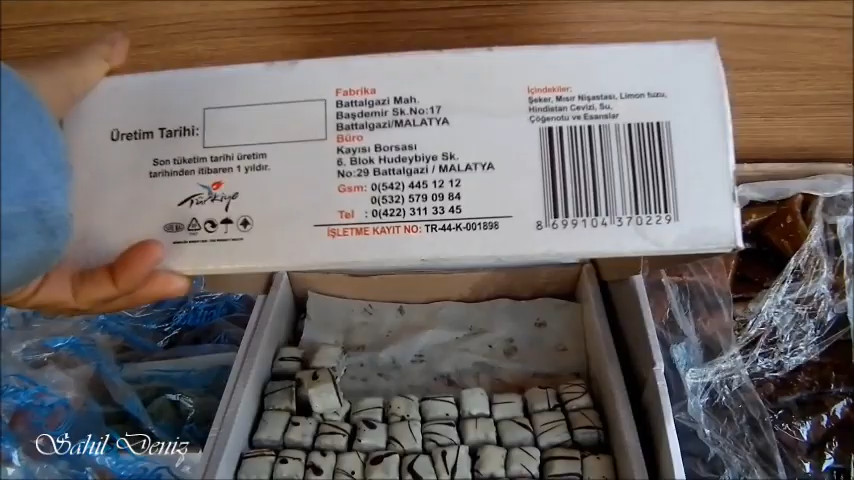 Üretim Tarihi:
Son tüketim tarihi üretim
tarihinden itibaren 1 yıldır.
Türkiye
Fabrika
Battalgazi Mah.
Başdemir Sk.No:17
Battalgazi/MALATYA
Büro
Kayısı Borsası
6. Blok Hudeybiye Sk.
No:29 Battalgazi / MALATYA
Gsm : 0(542) 445 12 12
0(532) 579 09 84
Tel : 0(422) 311 33 45
İŞLETME KAYIT NO: TR-44-K-001898
İçindekiler:
Şeker, Mısır Nişastası, Limon tuzu,
Hindistan Cevizi, Su,
Çöğenotu ve Esanslar
8 699104 370229
Sahil Deniz